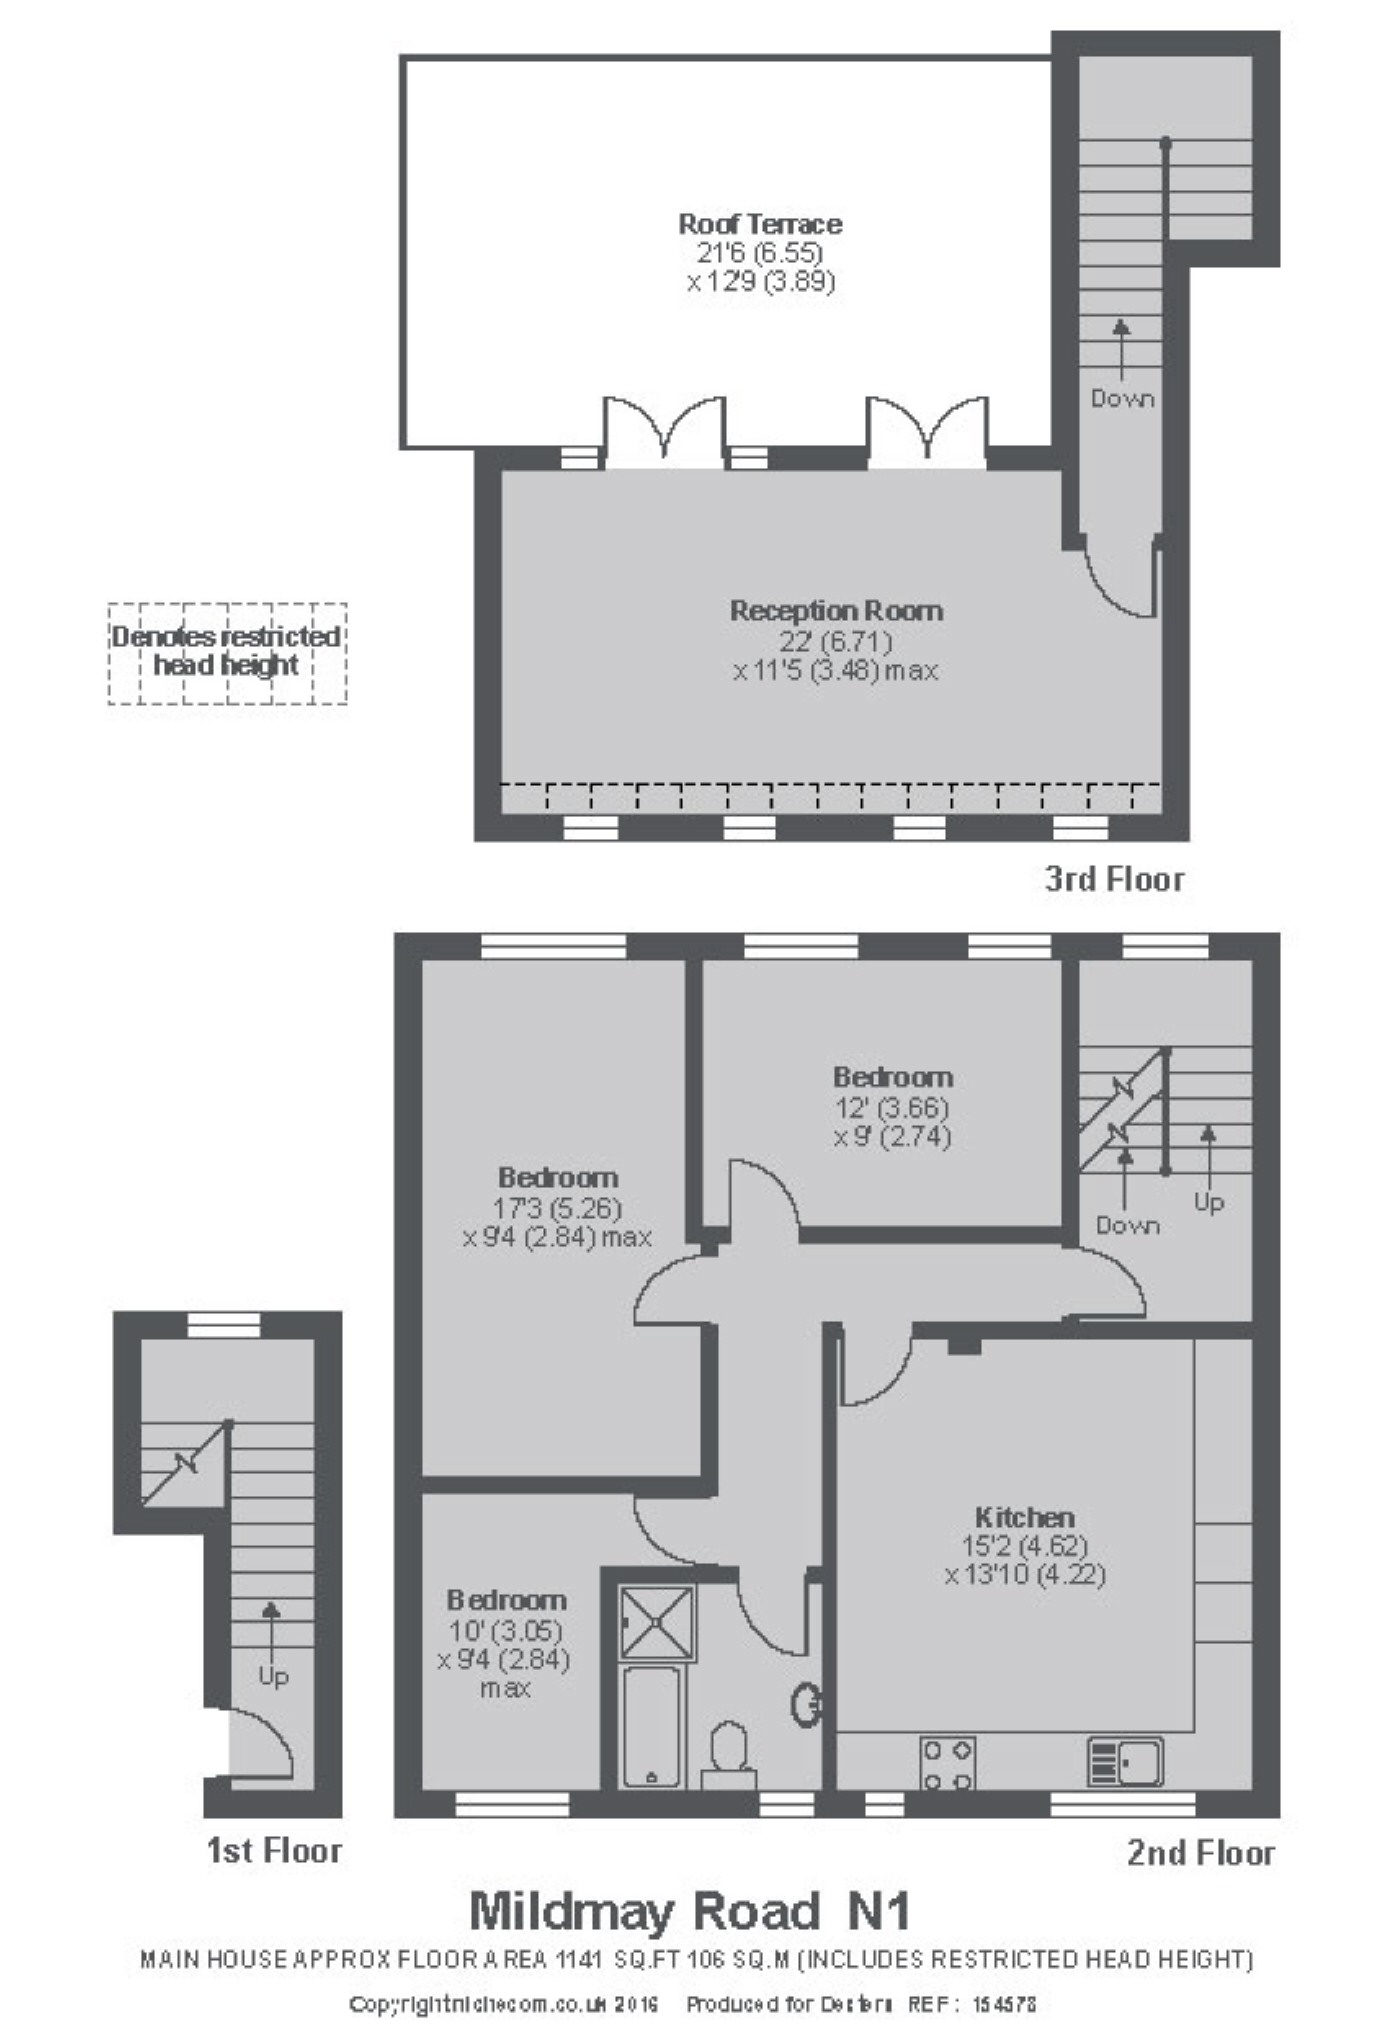 Roof Terrace
21'6 (6.55)
x 12'9 (3.89)
Down
Reception Room
22' (6.71)
x 11'5 (3.48) max
Denotes restricted
head height
3rd Floor
Bedroom
12' (3.66)
x 9' (2.74)
Bedroom
17'3 (5.26)
x 9'4 (2.84) max
Up
Down
Kitchen
15'2 (4.62)
x 13'10 (4.22)
Bedroom
10' (3.05)
x 9'4 (2.84)
max
Up
1st Floor
2nd Floor
Mildmay Road N1
MAIN HOUSE APPROX FLOOR AREA 1141 SQ.FT 106 SQ.M (INCLUDES RESTRICTED HEAD HEIGHT)
Copyright nichecom.co.uk 2016 Produced for Dexters REF : 154578